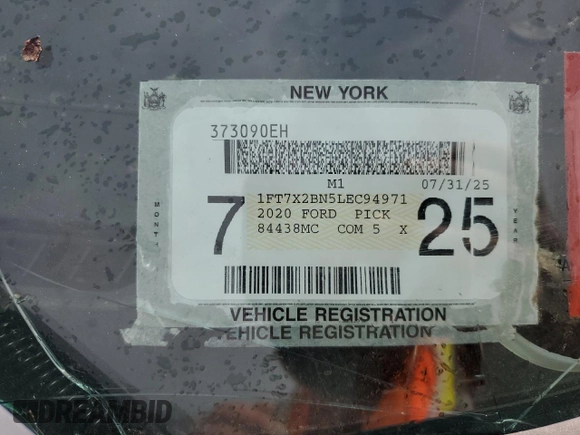 NEW YORK
373090EH
M1 07/31/25
MONTH 7 1FT7X2BN5LEC94971 25 YEAR
2020 FORD PICK
84438MC COM 5 X
VEHICLE REGISTRATION
VEHICLE REGISTRATION
DREAMBID